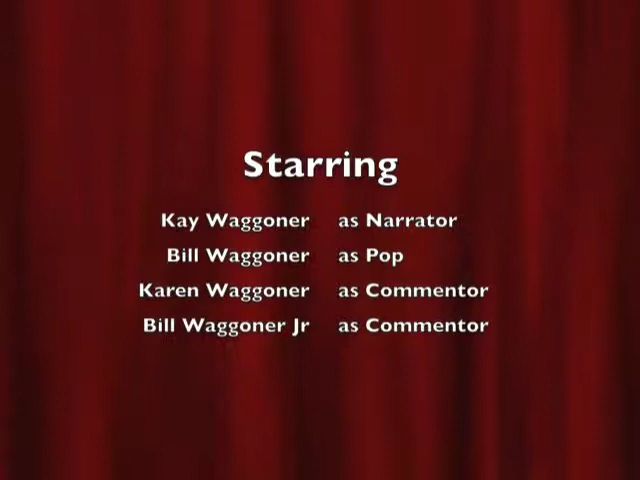 Starring
Kay Waggoner as Narrator
Bill Waggoner as Pop
Karen Waggoner as Commentor
Bill Waggoner Jr as Commentor